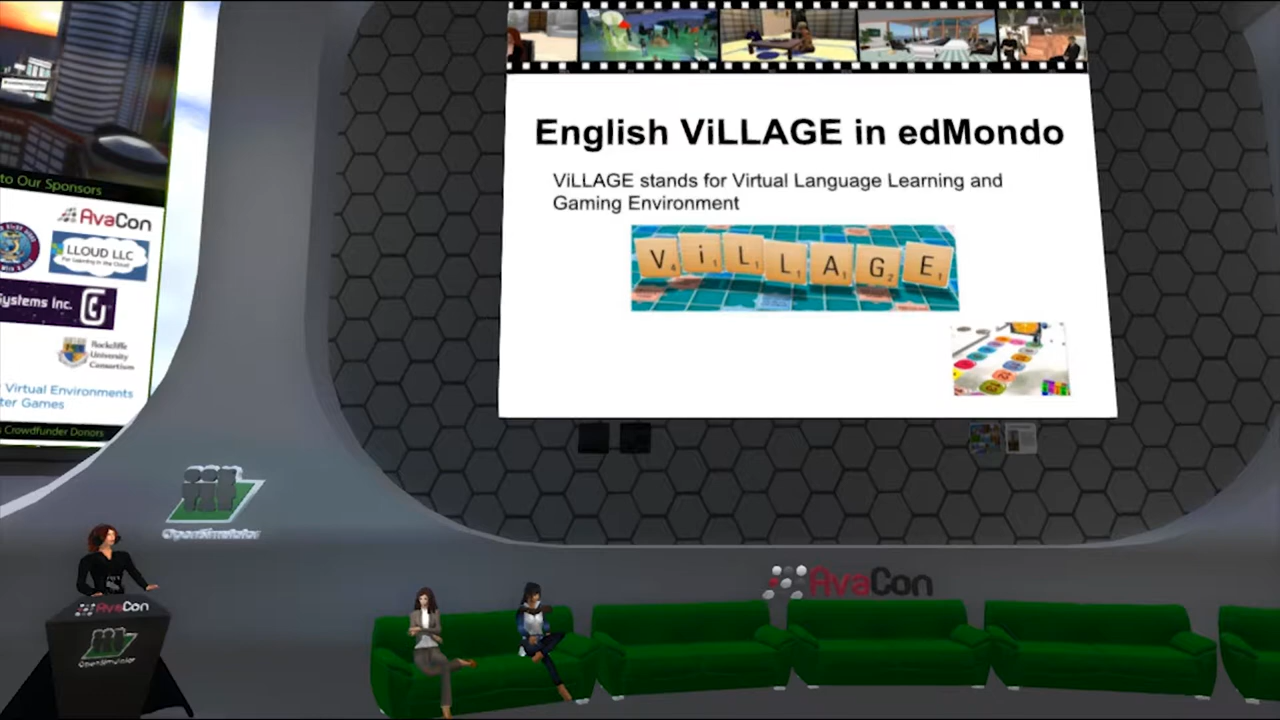 English ViLLAGE in edMondo
ViLLAGE stands for Virtual Language Learning and
Gaming Environment
V i L L A G E
to Our Sponsors
AvaCon
LLOUD LLC
For Learning in the Cloud
Systems Inc.
Rockcliffe
University
Consortium
Virtual Environments
ter Games
Crowdfunder Donors
OpenSimulator
AvaCon
AvaCon
OpenSimulator